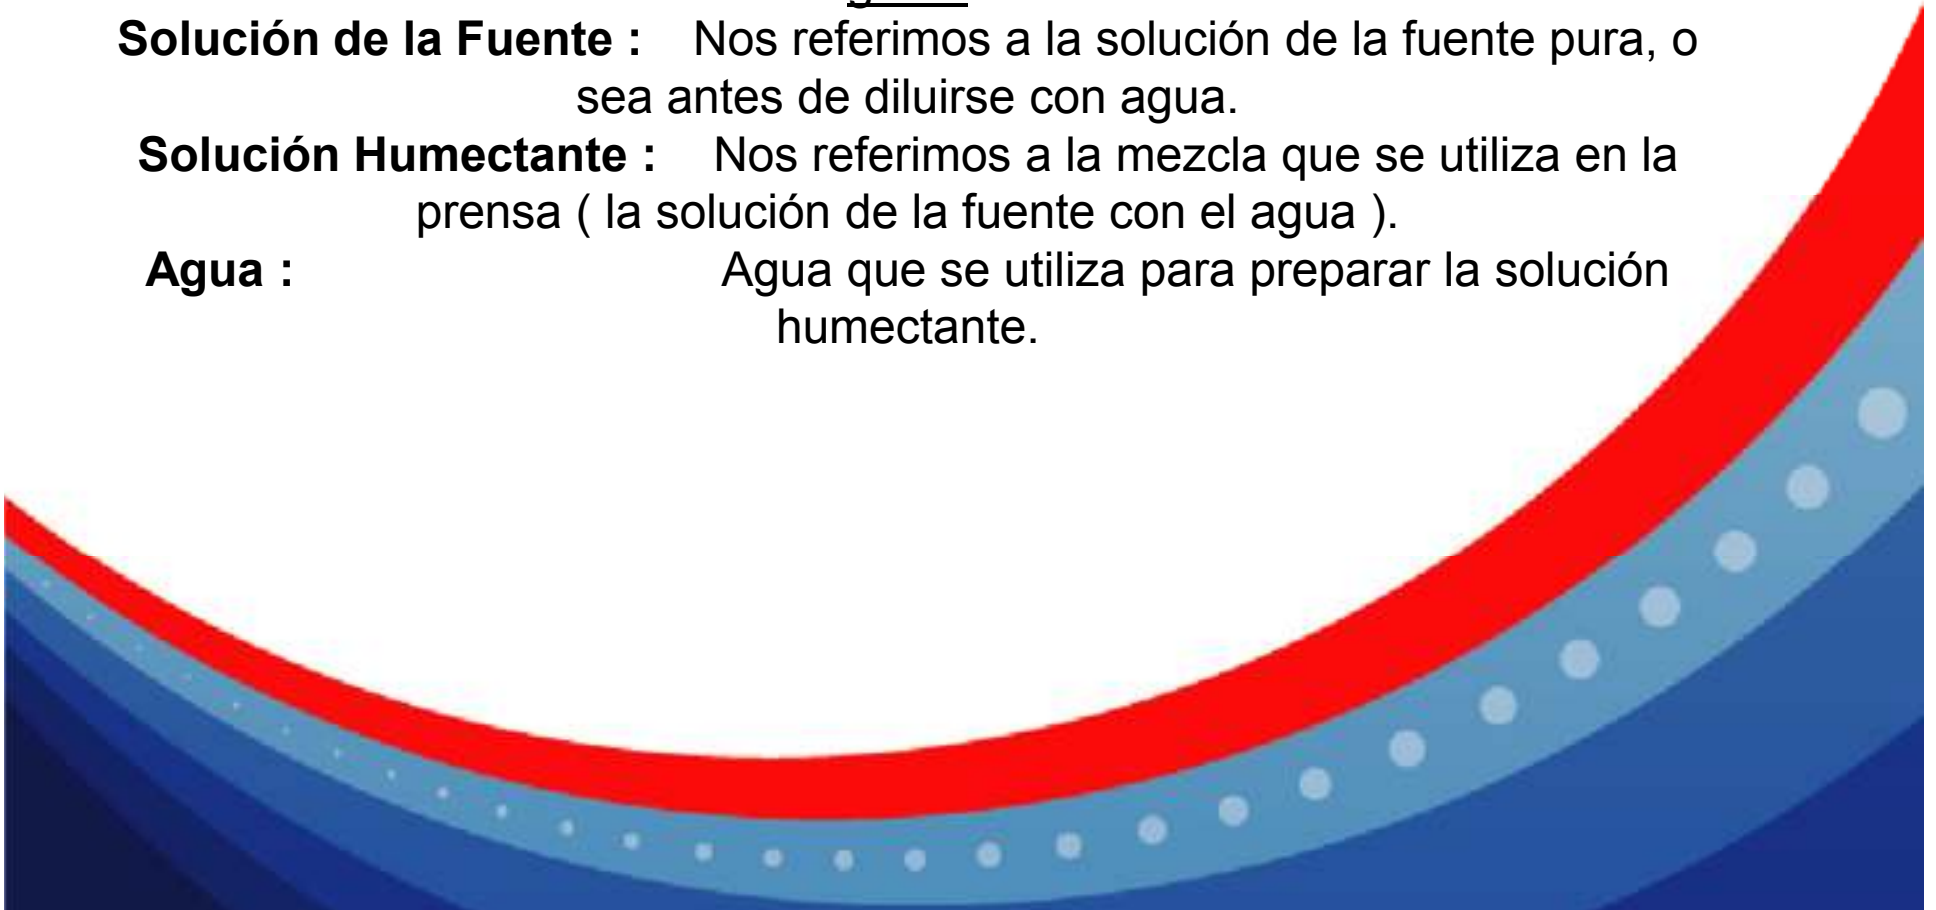 Solución de la Fuente : Nos referimos a la solución de la fuente pura, o
sea antes de diluirse con agua.
Solución Humectante : Nos referimos a la mezcla que se utiliza en la
prensa ( la solución de la fuente con el agua ).
Agua : Agua que se utiliza para preparar la solución
humectante.